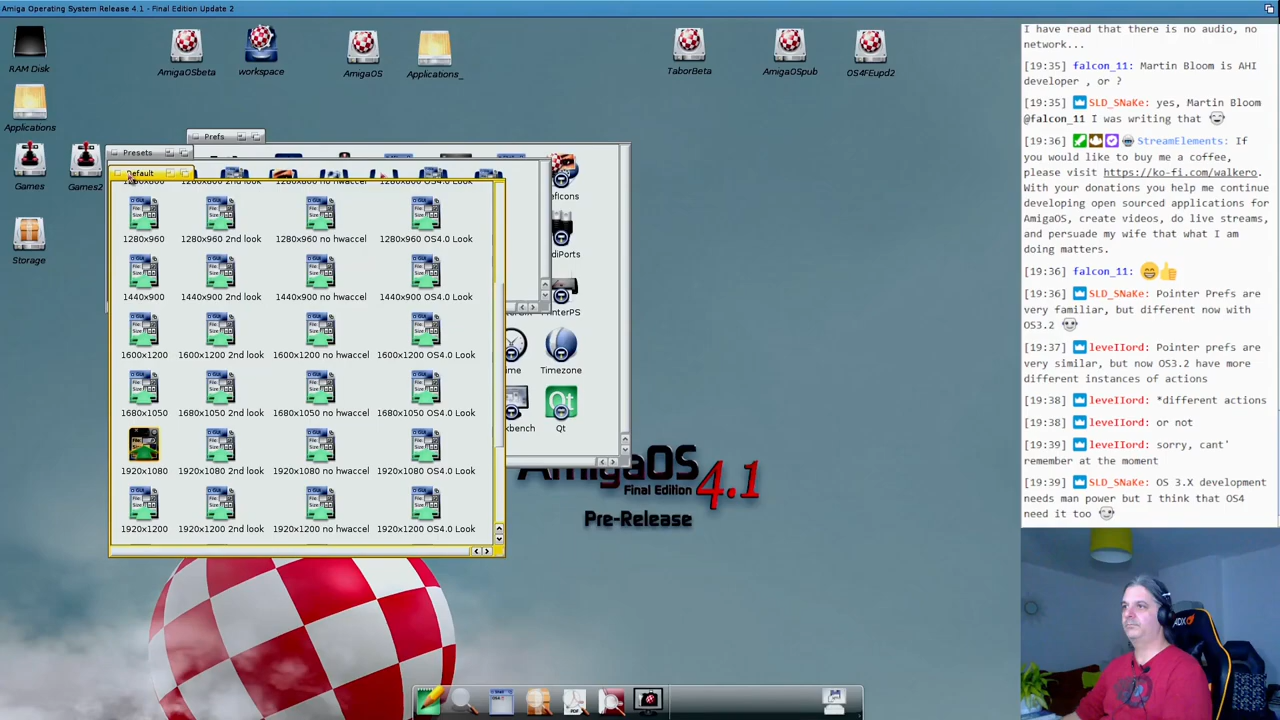 Amiga Operating System Release 4.1 - Final Edition Update 2
RAM Disk
AmigaOSbeta
workspace
AmigaOS
Applications_
TaborBeta
AmigaOSpub
OS4FEupd2
Applications
Games
Games2
Storage
Prefs
Presets
Default
1280x960
1280x960 2nd look
1280x960 no hwaccel
1280x960 OS4.0 Look
1440x900
1440x900 2nd look
1440x900 no hwaccel
1440x900 OS4.0 Look
1600x1200
1600x1200 2nd look
1600x1200 no hwaccel
1600x1200 OS4.0 Look
1680x1050
1680x1050 2nd look
1680x1050 no hwaccel
1680x1050 OS4.0 Look
1920x1080
1920x1080 2nd look
1920x1080 no hwaccel
1920x1080 OS4.0 Look
1920x1200
1920x1200 2nd look
1920x1200 no hwaccel
1920x1200 OS4.0 Look
Timezone
Qt
AmigaOS 4.1
Final Edition
Pre-Release
I have read that there is no audio, no
network...
[19:35] falcon_11: Martin Bloom is AHI
developer , or ?
[19:35] SLD_SNaKe: yes, Martin Bloom
@falcon_11 I was writing that
[19:36] StreamElements: If
you would like to buy me a coffee,
please visit https://ko-fi.com/walkero.
With your donations you help me continue
developing open sourced applications for
AmigaOS, create videos, do live streams,
and persuade my wife that what I am
doing matters.
[19:36] falcon_11:
[19:36] SLD_SNaKe: Pointer Prefs are
very familiar, but different now with
OS3.2
[19:37] leveIIord: Pointer prefs are
very similar, but now OS3.2 have more
different instances of actions
[19:38] leveIIord: *different actions
[19:38] leveIIord: or not
[19:39] leveIIord: sorry, cant'
remember at the moment
[19:39] SLD_SNaKe: OS 3.X development
needs man power but I think that OS4
need it too